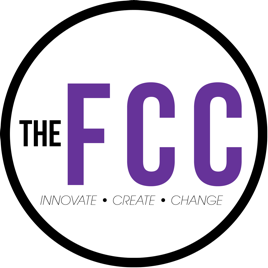 THE FCC
INNOVATE • CREATE • CHANGE